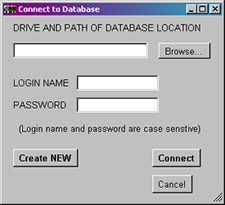 Connect to Database
DRIVE AND PATH OF DATABASE LOCATION
Browse...
LOGIN NAME
PASSWORD
(Login name and password are case senstive)
Create NEW
Connect
Cancel